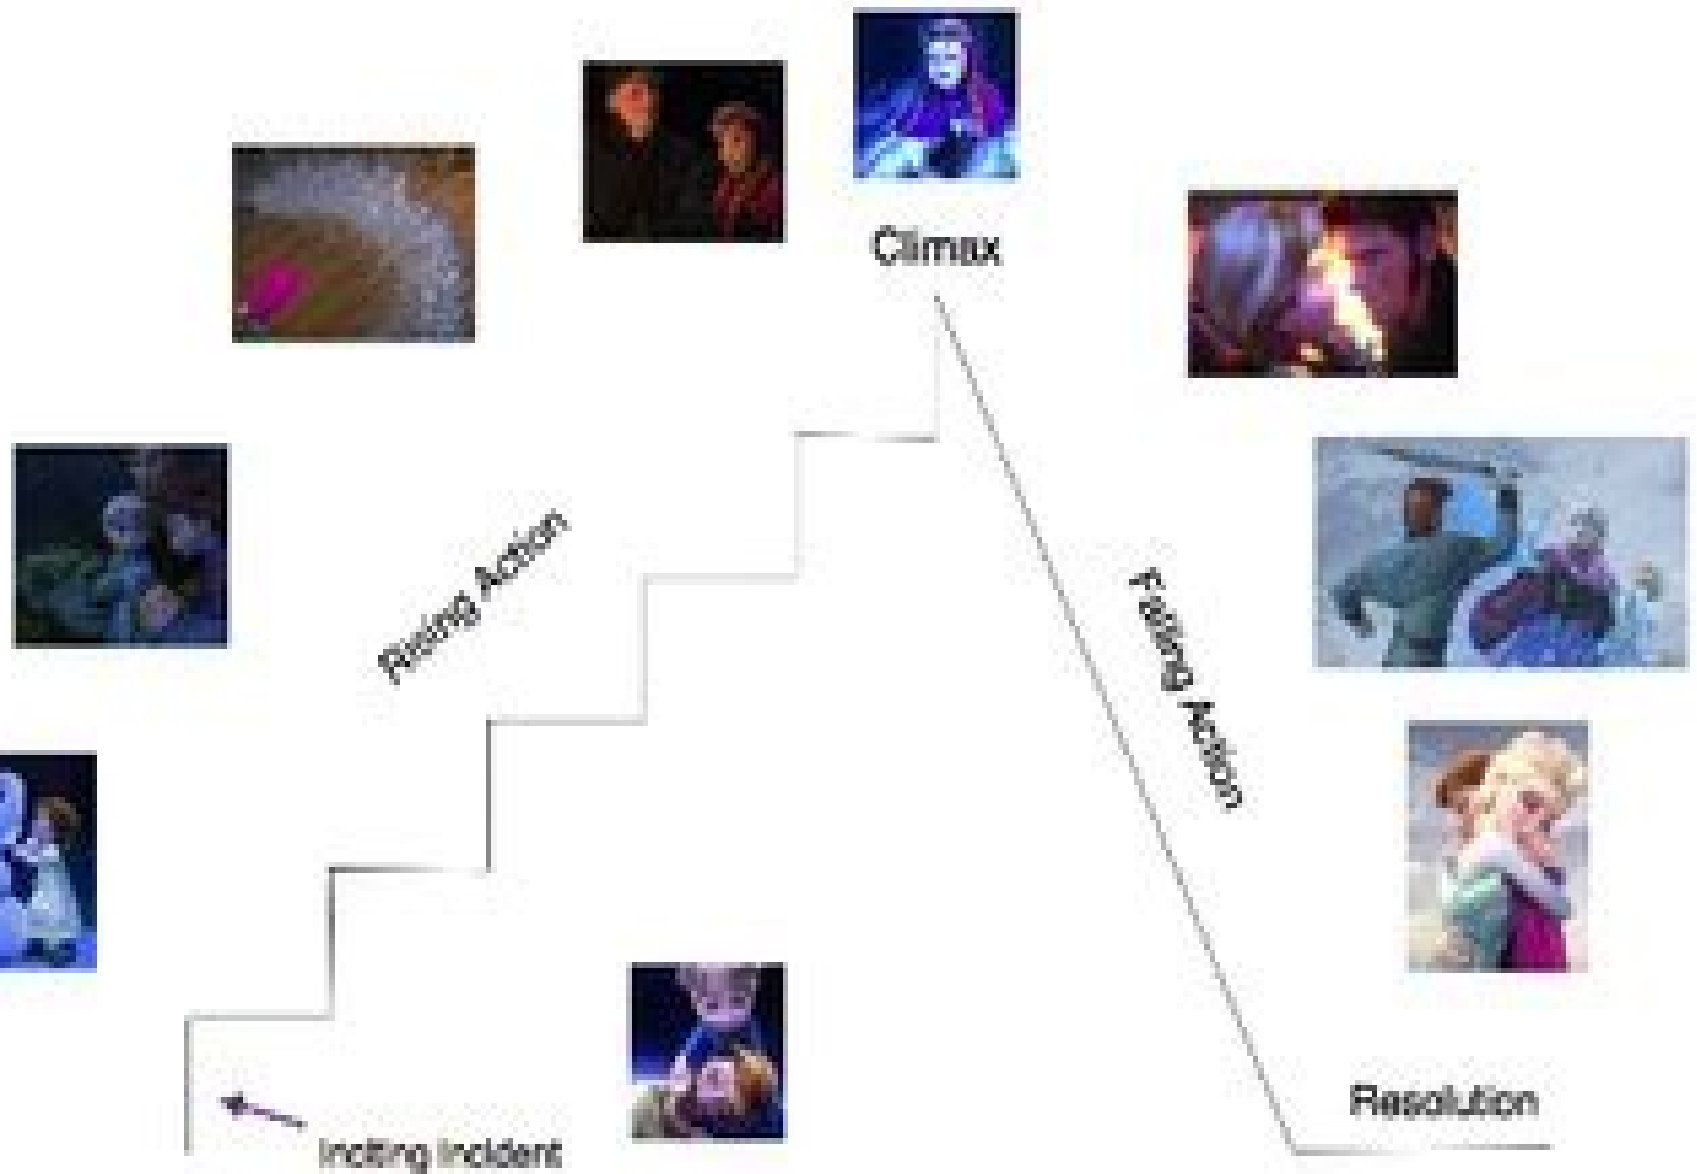 Climax
Rising Action
Falling Action
Resolution
Inciting Incident